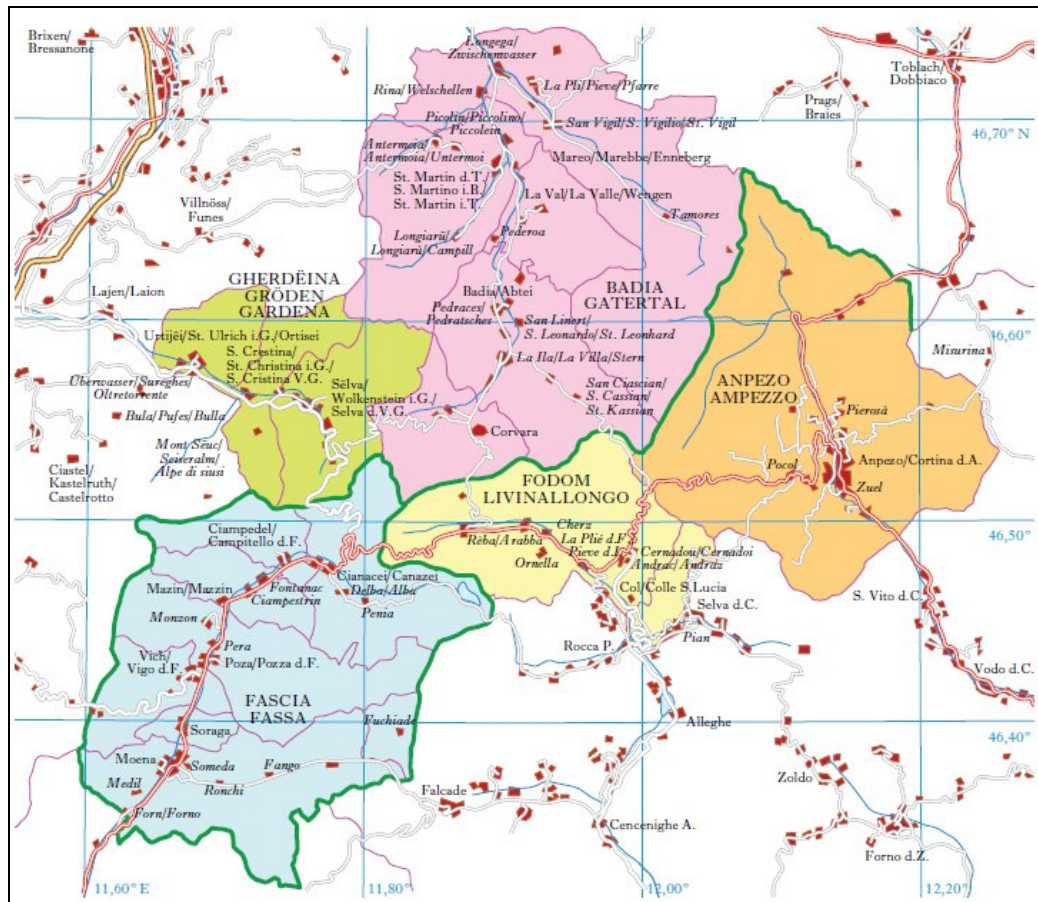 Brixen/
Bressanone
Longega/
Zwischenwasser
Toblach/
Dobbiaco
Rina/Welschellen
La Plì/Pieve/Pfarre
Prags/
Braies
Picolin/Piccolino/
Piccolein
San Vigil/S. Vigilio/St. Vigil
46,70° N
Antermoia/
Antermoia/Untermoi
Mareo/Marebbe/Enneberg
St. Martin d.T./
S. Martino i.B./
St. Martin i.T.
La Val/La Valle/Wengen
Villnöss/
Funes
Tamores
Longiarü/
Longiarù/Campill
Pederoa
GHERDËINA
GRÖDEN
GARDENA
Badia/Abtei
BADIA
GATERTAL
Lajen/Laion
Pedraces/
Pedratsches
San Linert/
S. Leonardo/St. Leonhard
46,60°
Urtijëi/St. Ulrich i.G./Ortisei
S. Crestina/
St. Christina i.G./
S. Cristina V.G.
La Ila/La Villa/Stern
Misurina
Überwasser/Sureghes/
Oltretorrente
Sëlva/
Wolkenstein i.G./
Selva d.V.G.
San Ciascian/
S. Cassian/
St. Kassian
ANPEZO
AMPEZZO
Bula/Pufes/Bulla
Pierosà
Corvara
Mont Sëuc/
Seiseralm/
Alpe di siusi
Anpezo/Cortina d.A.
Ciastel/
Kastelruth/
Castelrotto
Pocol
Zuel
FODOM
LIVINALLONGO
46,50°
Ciampedel/
Campitello d.F.
Cherz
Rèba/Arabba
La Plié d.F.
Pieve d.L.
Ornella
Cernadou/Cernadoi
Andrac/Andraz
Cianacei/Canazei
Fontanac
Delba/Alba
Ciampestrin
Mazin/Mazzin
Penia
Col/Colle S.Lucia
Selva d.C.
S. Vito d.C.
Monzon
Pian
Pera
Rocca P.
Vich/
Vigo d.F.
Poza/Pozza d.F.
Vodo d.C.
FASCIA
FASSA
Fuchiade
Alleghe
Soraga
46,40°
Moena
Someda
Fango
Medil
Ronchi
Zoldo
Falcade
Forn/Forno
Cencenighe A.
Forno d.Z.
11,60° E
11,80°
12,00°
12,20°